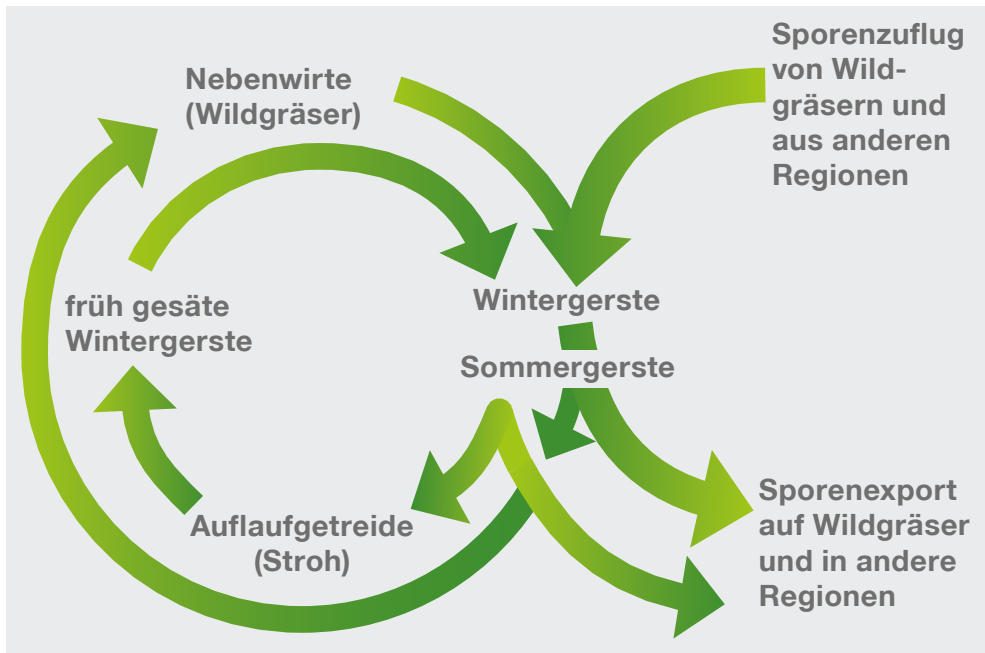 Sporenzuflug
von Wild-
gräsern und
aus anderen
Regionen
Nebenwirte
(Wildgräser)
Wintergerste
früh gesäte
Wintergerste
Sommergerste
Auflaufgetreide
(Stroh)
Sporenexport
auf Wildgräser
und in andere
Regionen